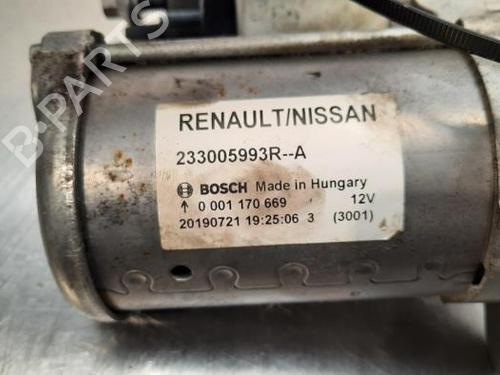 RENAULT/NISSAN
233005993R--A
BOSCH Made in Hungary
↑ 0 001 170 669 12V
20190721 19:25:06 3 (3001)
B-Parts